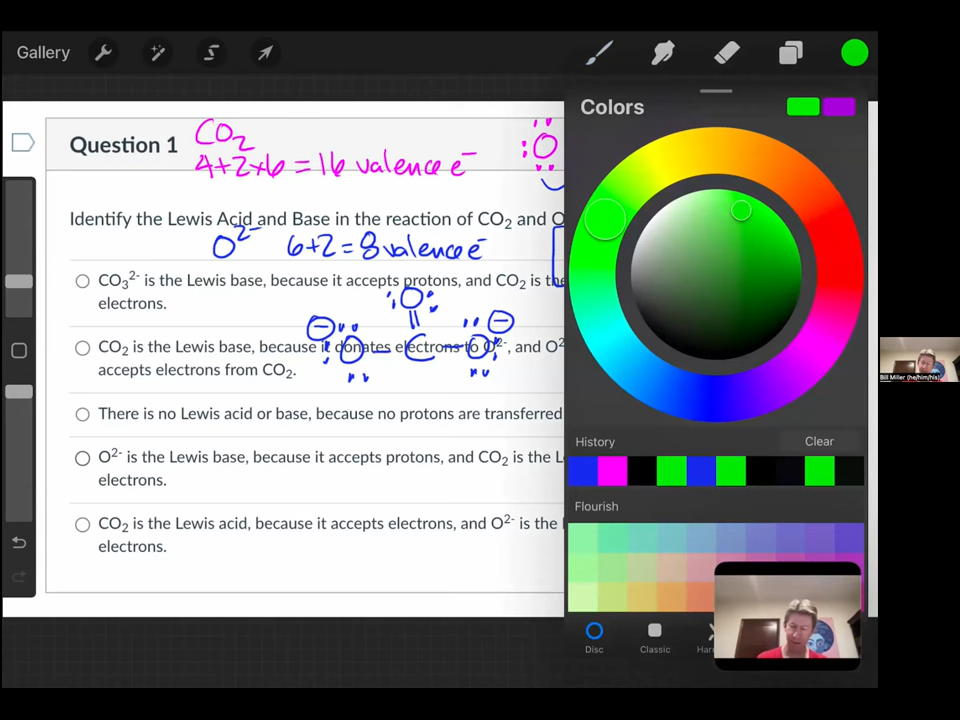 Gallery
Colors
Question 1
CO2
4+2×6 = 16 valence e⁻
:O
Identify the Lewis Acid and Base in the reaction of CO₂ and
O²⁻ 6+2 = 8 valence e⁻
CO₃²⁻ is the Lewis base, because it accepts protons, and CO₂ is the
electrons.
O
O – C – O
CO₂ is the Lewis base, because it donates electrons to O²⁻, and O²⁻
accepts electrons from CO₂.
There is no Lewis acid or base, because no protons are transferred
O²⁻ is the Lewis base, because it accepts protons, and CO₂ is the
electrons.
CO₂ is the Lewis acid, because it accepts electrons, and O²⁻ is the
electrons.
History
Clear
Flourish
Disc
Classic
Bill Miller (he/him/his)